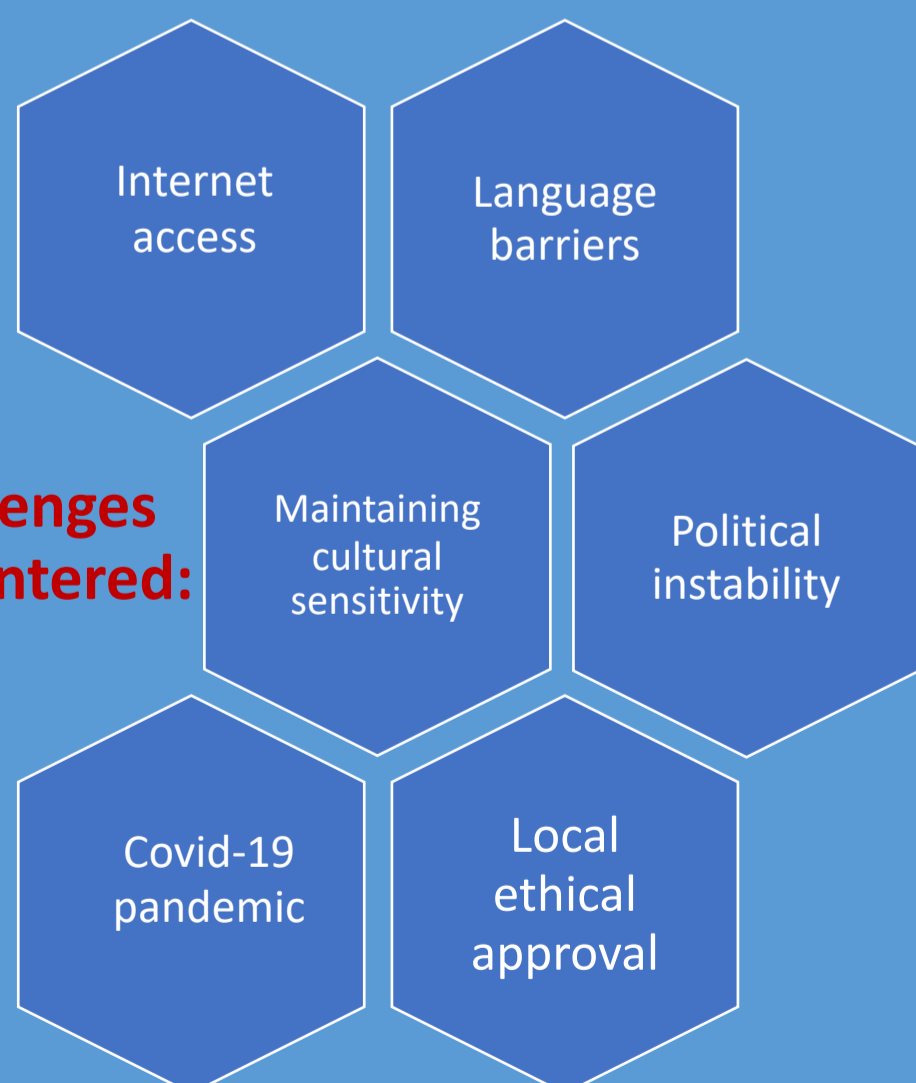 Internet
access
Language
barriers
enges
ntered:
Maintaining
cultural
sensitivity
Political
instability
Covid-19
pandemic
Local
ethical
approval